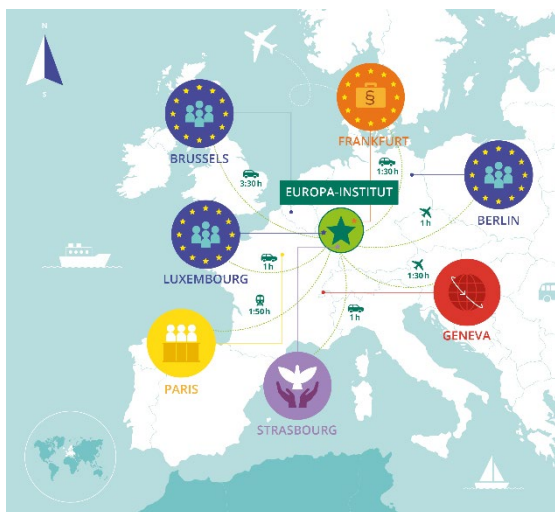 N
S
BRUSSELS
3:30 h
§
FRANKFURT
1:30 h
EUROPA-INSTITUT
BERLIN
1 h
LUXEMBOURG
1 h
1:30 h
1:50 h
GENEVA
1 h
PARIS
STRASBOURG